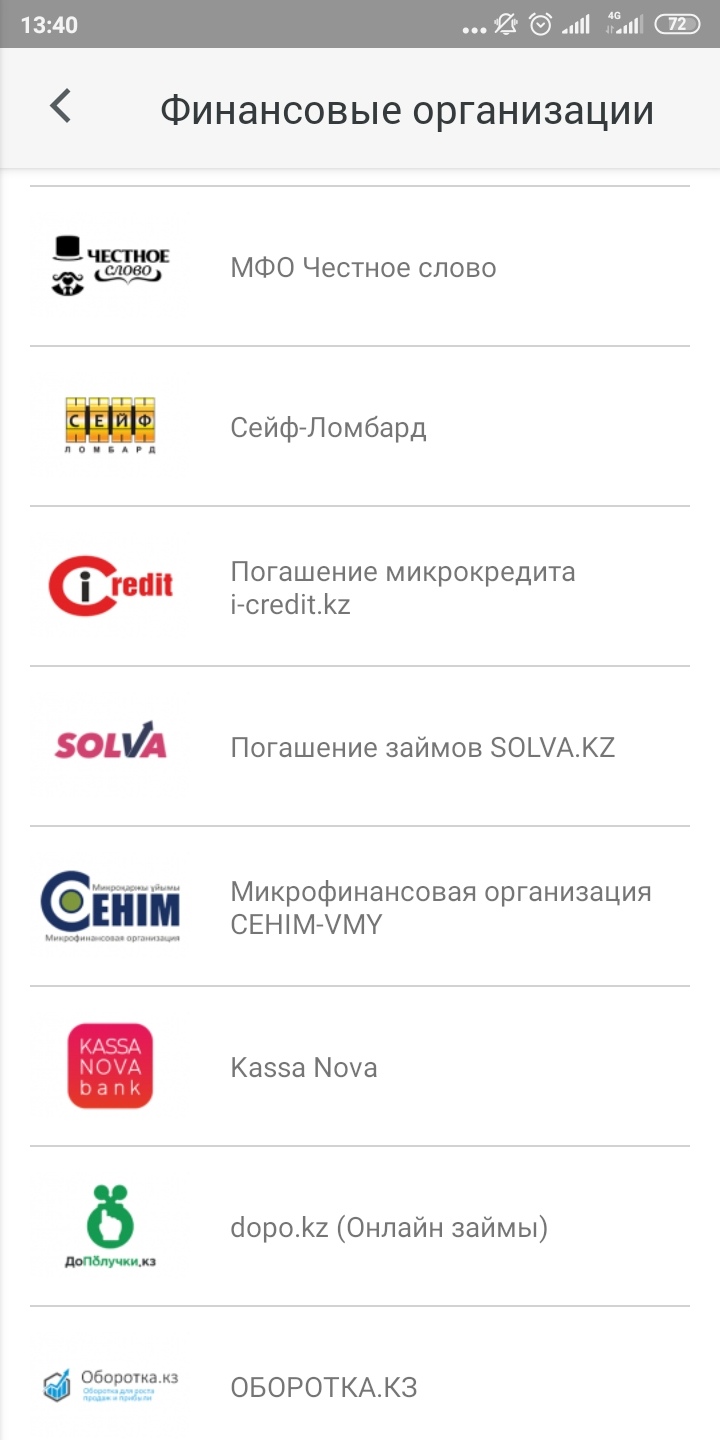 13:40
4G
72
Финансовые организации
ЧЕСТНОЕ
СЛОВО
МФО Честное слово
СЕЙФ
ЛОМБАРД
Сейф-Ломбард
iCredit
Погашение микрокредита
i-credit.kz
SOLVA
Погашение займов SOLVA.KZ
Микроқаржы ұйымы
СЕНІМ
Микрофинансовая организация
Микрофинансовая организация
СЕНІМ-VMY
KASSA
NOVA
bank
Kassa Nova
ДоПолучки.кз
dopo.kz (Онлайн займы)
Оборотка.кз
Оборотка для роста
продаж и прибыли
ОБОРОТКА.КЗ